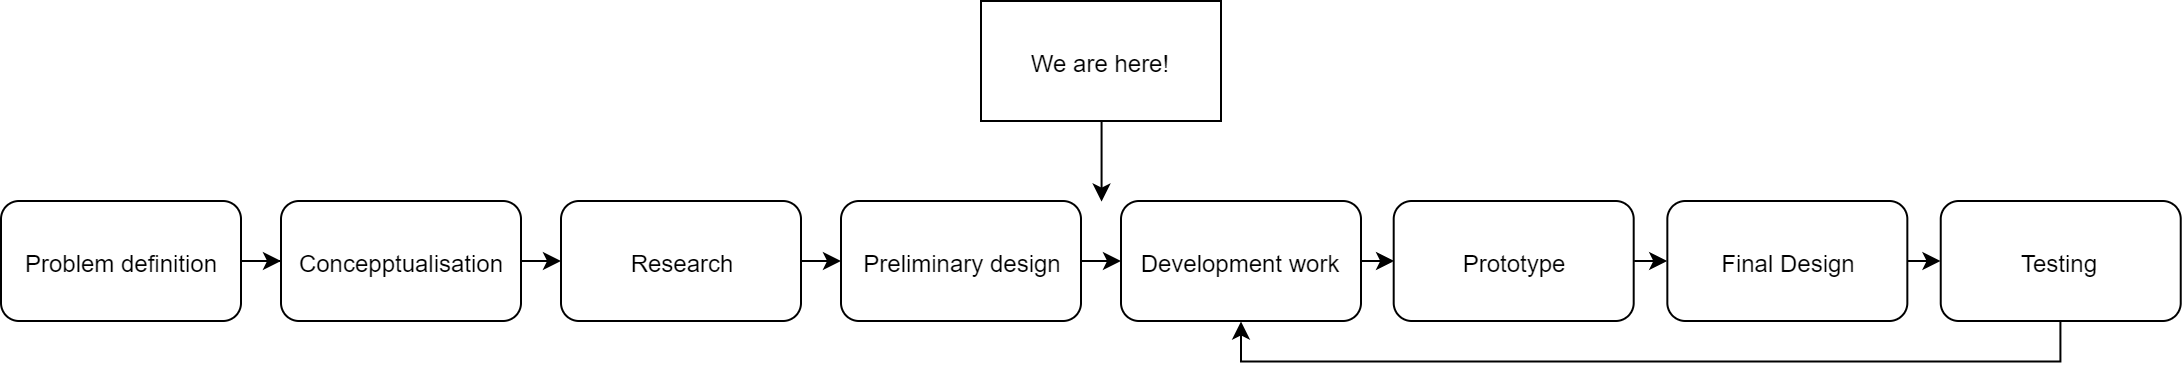 We are here!
Problem definition
Concepptualisation
Research
Preliminary design
Development work
Prototype
Final Design
Testing